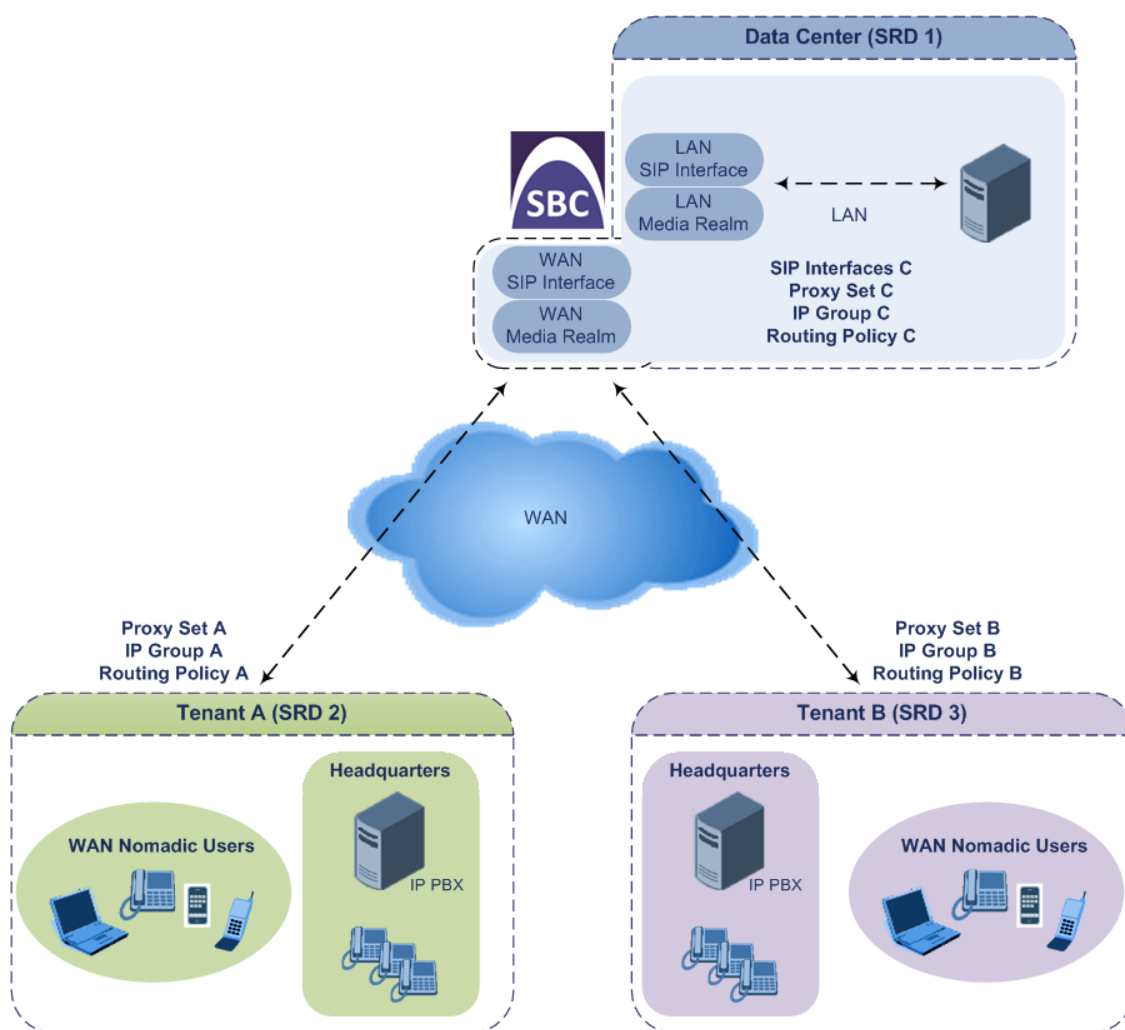 Data Center (SRD 1)
SBC
LAN
SIP Interface
LAN
Media Realm
LAN
WAN
SIP Interface
WAN
Media Realm
SIP Interfaces C
Proxy Set C
IP Group C
Routing Policy C
WAN
Proxy Set A
IP Group A
Routing Policy A
Proxy Set B
IP Group B
Routing Policy B
Tenant A (SRD 2)
Headquarters
WAN Nomadic Users
IP PBX
Tenant B (SRD 3)
Headquarters
IP PBX
WAN Nomadic Users